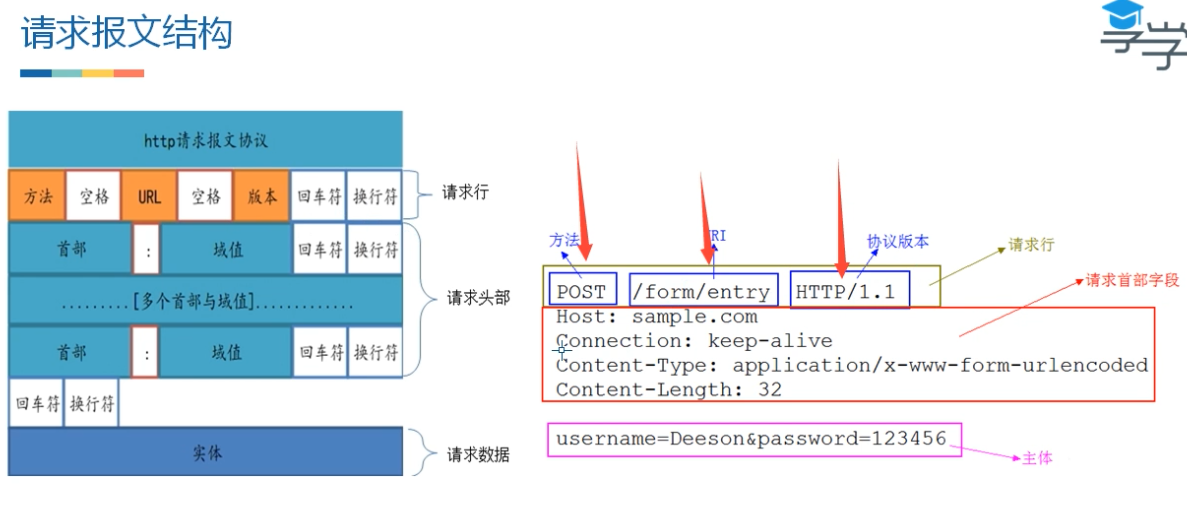 请求报文结构
享学
http请求报文协议
方法 空格 URL 空格 版本 回车符 换行符
请求行
首部 : 域值 回车符 换行符
.........[多个首部与域值].............
请求头部
首部 : 域值 回车符 换行符
回车符 换行符
实体
请求数据
方法
协议版本
请求行
POST /form/entry HTTP/1.1
请求首部字段
Host: sample.com
Connection: keep-alive
Content-Type: application/x-www-form-urlencoded
Content-Length: 32
username=Deeson&password=123456
主体